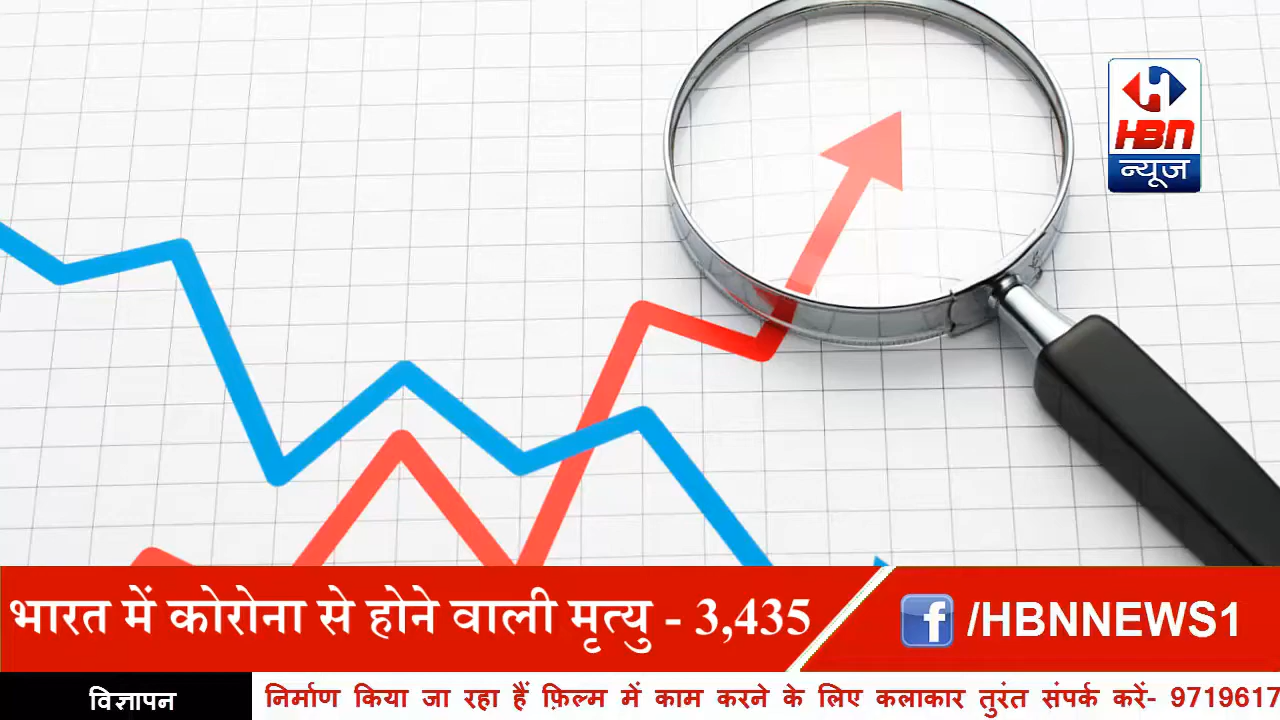 HBN
न्यूज
भारत में कोरोना से होने वाली मृत्यु - 3,435
/HBNNEWS1
विज्ञापन
निर्माण किया जा रहा हैं फ़िल्म में काम करने के लिए कलाकार तुरंत संपर्क करें- 9719617